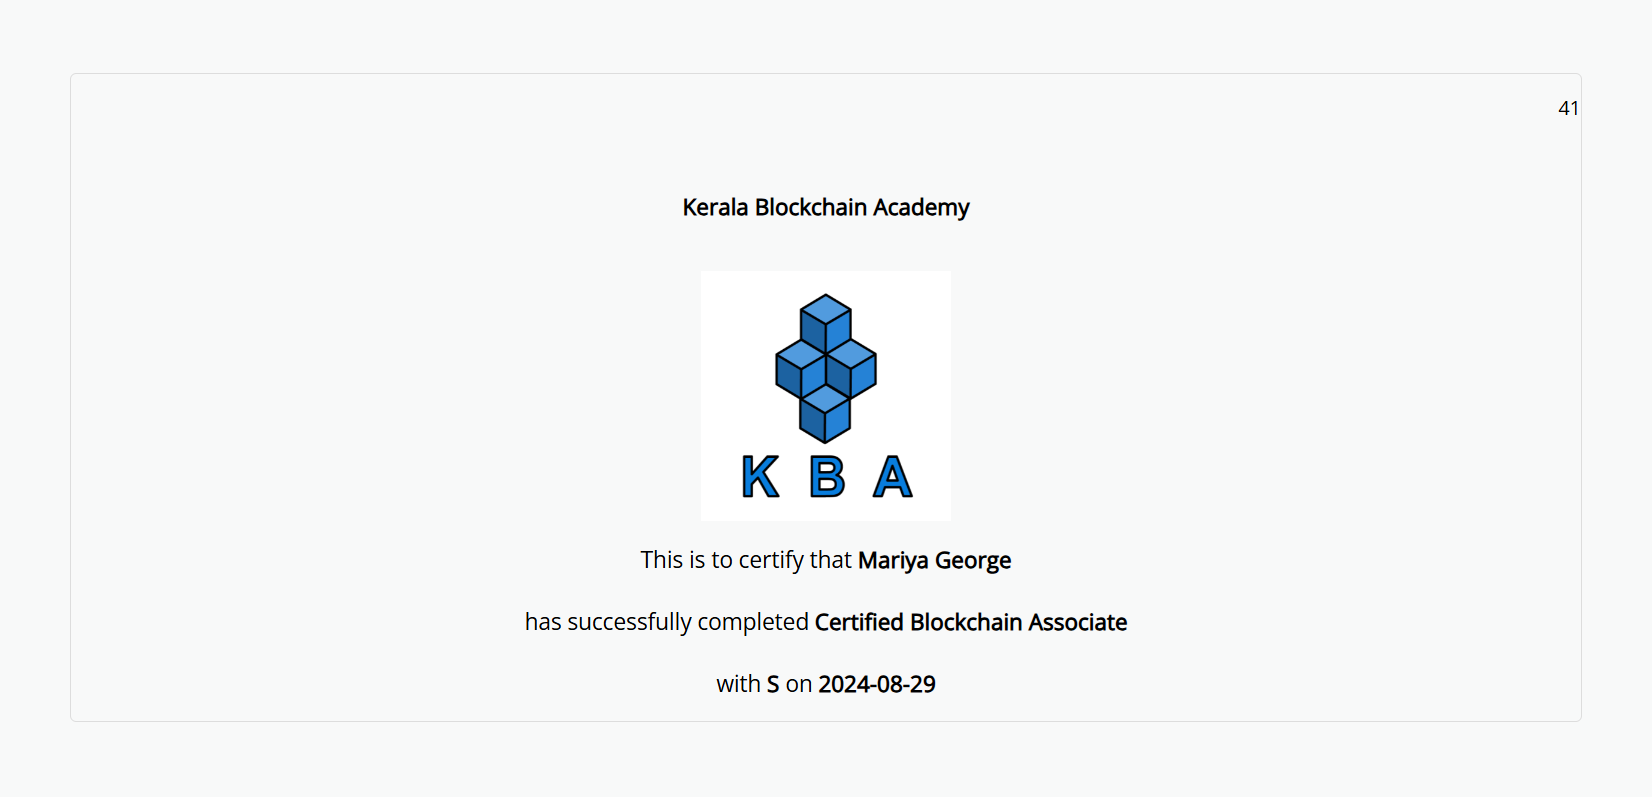 41
Kerala Blockchain Academy
K B A
This is to certify that Mariya George
has successfully completed Certified Blockchain Associate
with S on 2024-08-29